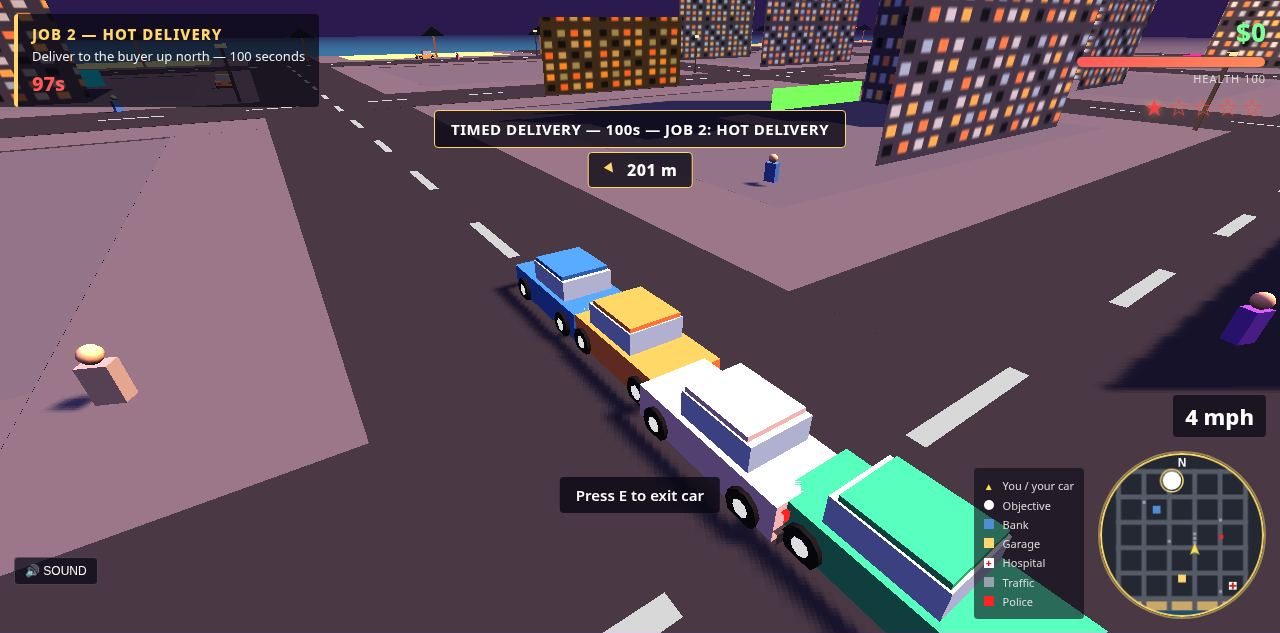 JOB 2 — HOT DELIVERY
Deliver to the buyer up north — 100 seconds
97s
$0
HEALTH 100
TIMED DELIVERY — 100s — JOB 2: HOT DELIVERY
201 m
4 mph
Press E to exit car
SOUND
You / your car
Objective
Bank
Garage
Hospital
Traffic
Police
N